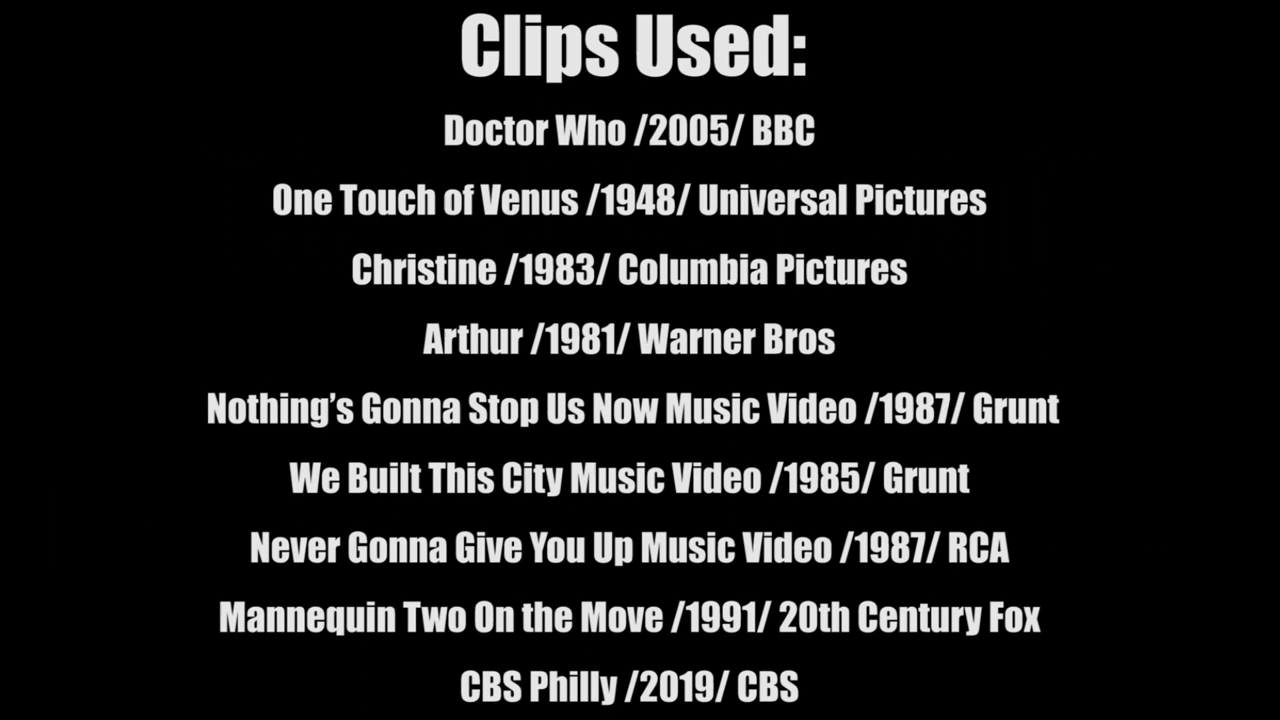 Clips Used:
Doctor Who /2005/ BBC
One Touch of Venus /1948/ Universal Pictures
Christine /1983/ Columbia Pictures
Arthur /1981/ Warner Bros
Nothing’s Gonna Stop Us Now Music Video /1987/ Grunt
We Built This City Music Video /1985/ Grunt
Never Gonna Give You Up Music Video /1987/ RCA
Mannequin Two On the Move /1991/ 20th Century Fox
CBS Philly /2019/ CBS